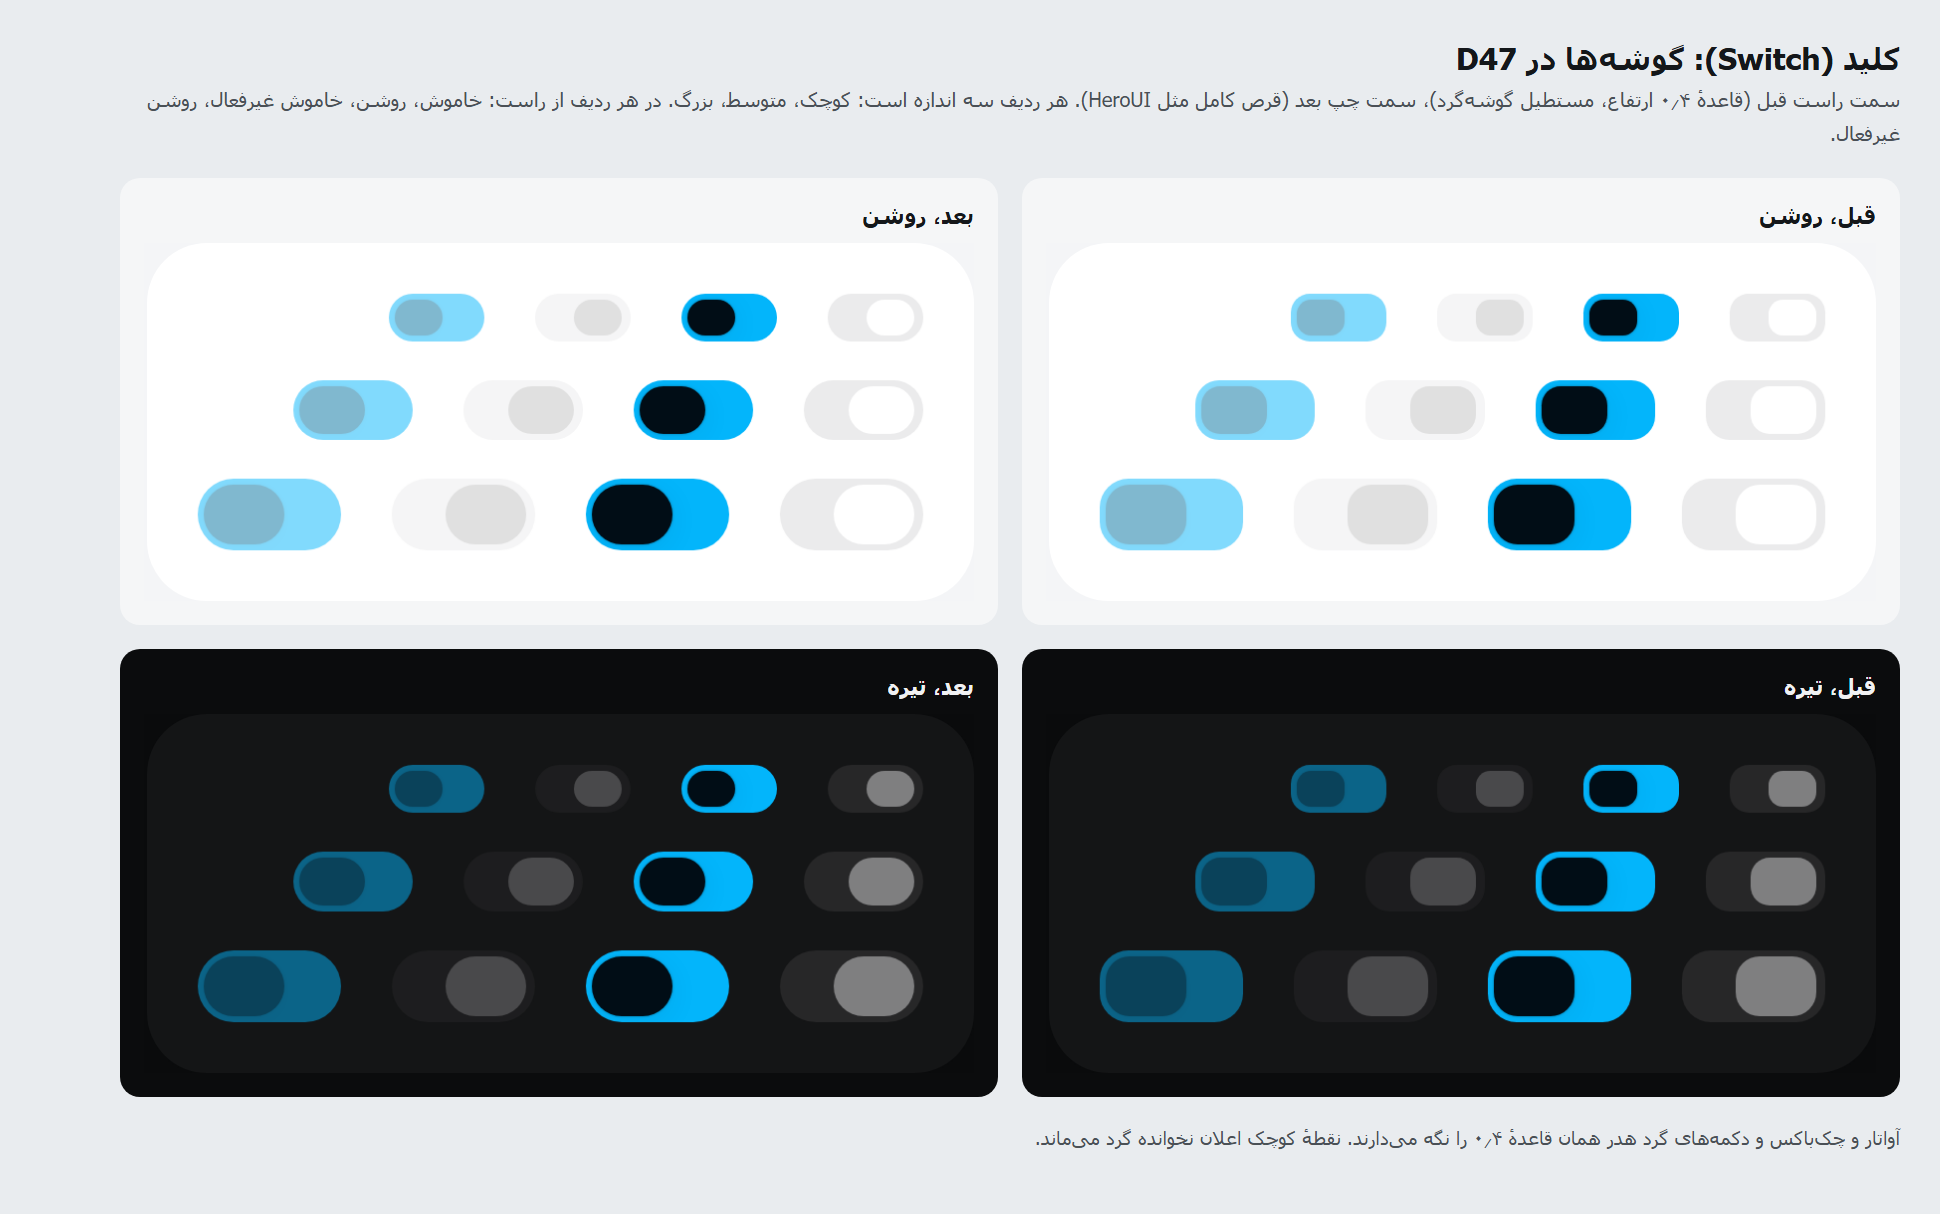 کلید (Switch): گوشه‌ها در D47
سمت راست قبل (قاعدهٔ ۰٫۴ ارتفاع، مستطیل گوشه‌گرد)، سمت چپ بعد (قرص کامل مثل HeroUI). هر ردیف سه اندازه است: کوچک، متوسط، بزرگ. در هر ردیف از راست: خاموش، روشن، خاموش غیرفعال، روشن
غیرفعال.
قبل، روشن
بعد، روشن
قبل، تیره
بعد، تیره
آواتار و چک‌باکس و دکمه‌های گرد هدر همان قاعدهٔ ۰٫۴ را نگه می‌دارند. نقطهٔ کوچک اعلان نخوانده گرد می‌ماند.